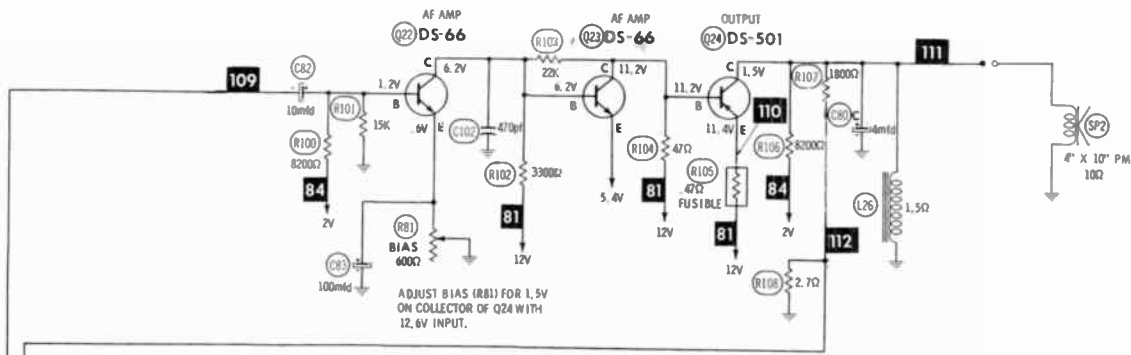 AF AMP
Q22 DS-66
AF AMP
Q23 DS-66
OUTPUT
Q24 DS-501
111
109
C82
10mfd
R101
15K
R100
8200Ω
84
2V
1.2V
B
C
6.2V
E
.6V
C102
470pf
R103
22K
R102
3300Ω
81
12V
6.2V
B
C
11.2V
E
5.4V
R104
47Ω
81
12V
11.2V
B
C
1.5V
E
11.4V
110
R105
.47Ω
FUSIBLE
81
12V
R106
8200Ω
84
2V
R107
1800Ω
C80
C
4mfd
L26
1.5Ω
112
R108
2.7Ω
SP2
4" X 10" PM
10Ω
R81
BIAS
600Ω
C83
100mfd
ADJUST BIAS (R81) FOR 1.5V
ON COLLECTOR OF Q24 WITH
12.6V INPUT.